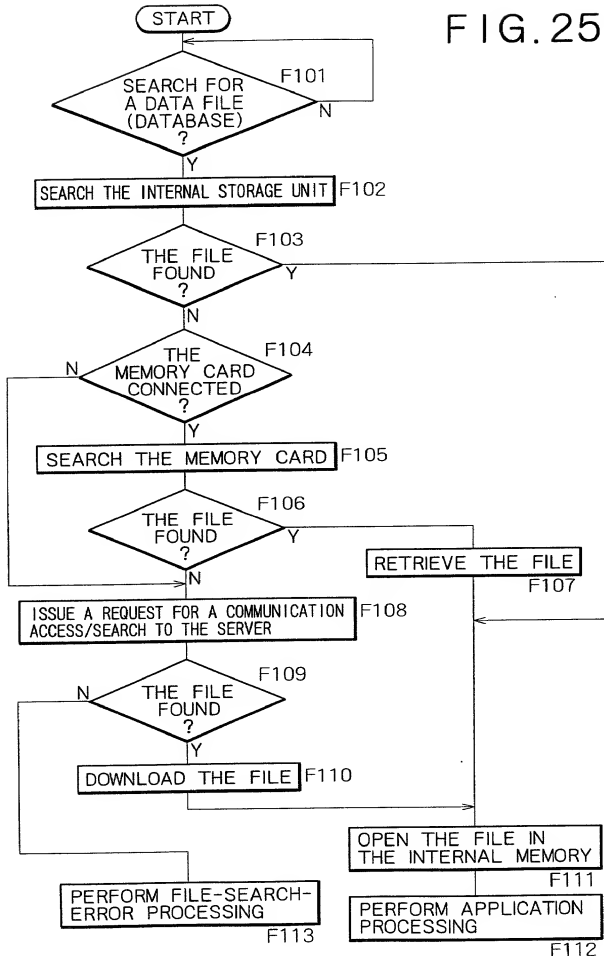 START
FIG.25
F101
SEARCH FOR
A DATA FILE
(DATABASE)
?
N
Y
SEARCH THE INTERNAL STORAGE UNIT
F102
F103
THE FILE
FOUND
?
Y
N
F104
N
THE
MEMORY CARD
CONNECTED
?
Y
SEARCH THE MEMORY CARD
F105
F106
THE FILE
FOUND
?
Y
N
RETRIEVE THE FILE
F107
ISSUE A REQUEST FOR A COMMUNICATION
ACCESS/SEARCH TO THE SERVER
F108
F109
N
THE FILE
FOUND
?
Y
DOWNLOAD THE FILE
F110
OPEN THE FILE IN
THE INTERNAL MEMORY
F111
PERFORM FILE-SEARCH-
ERROR PROCESSING
F113
PERFORM APPLICATION
PROCESSING
F112